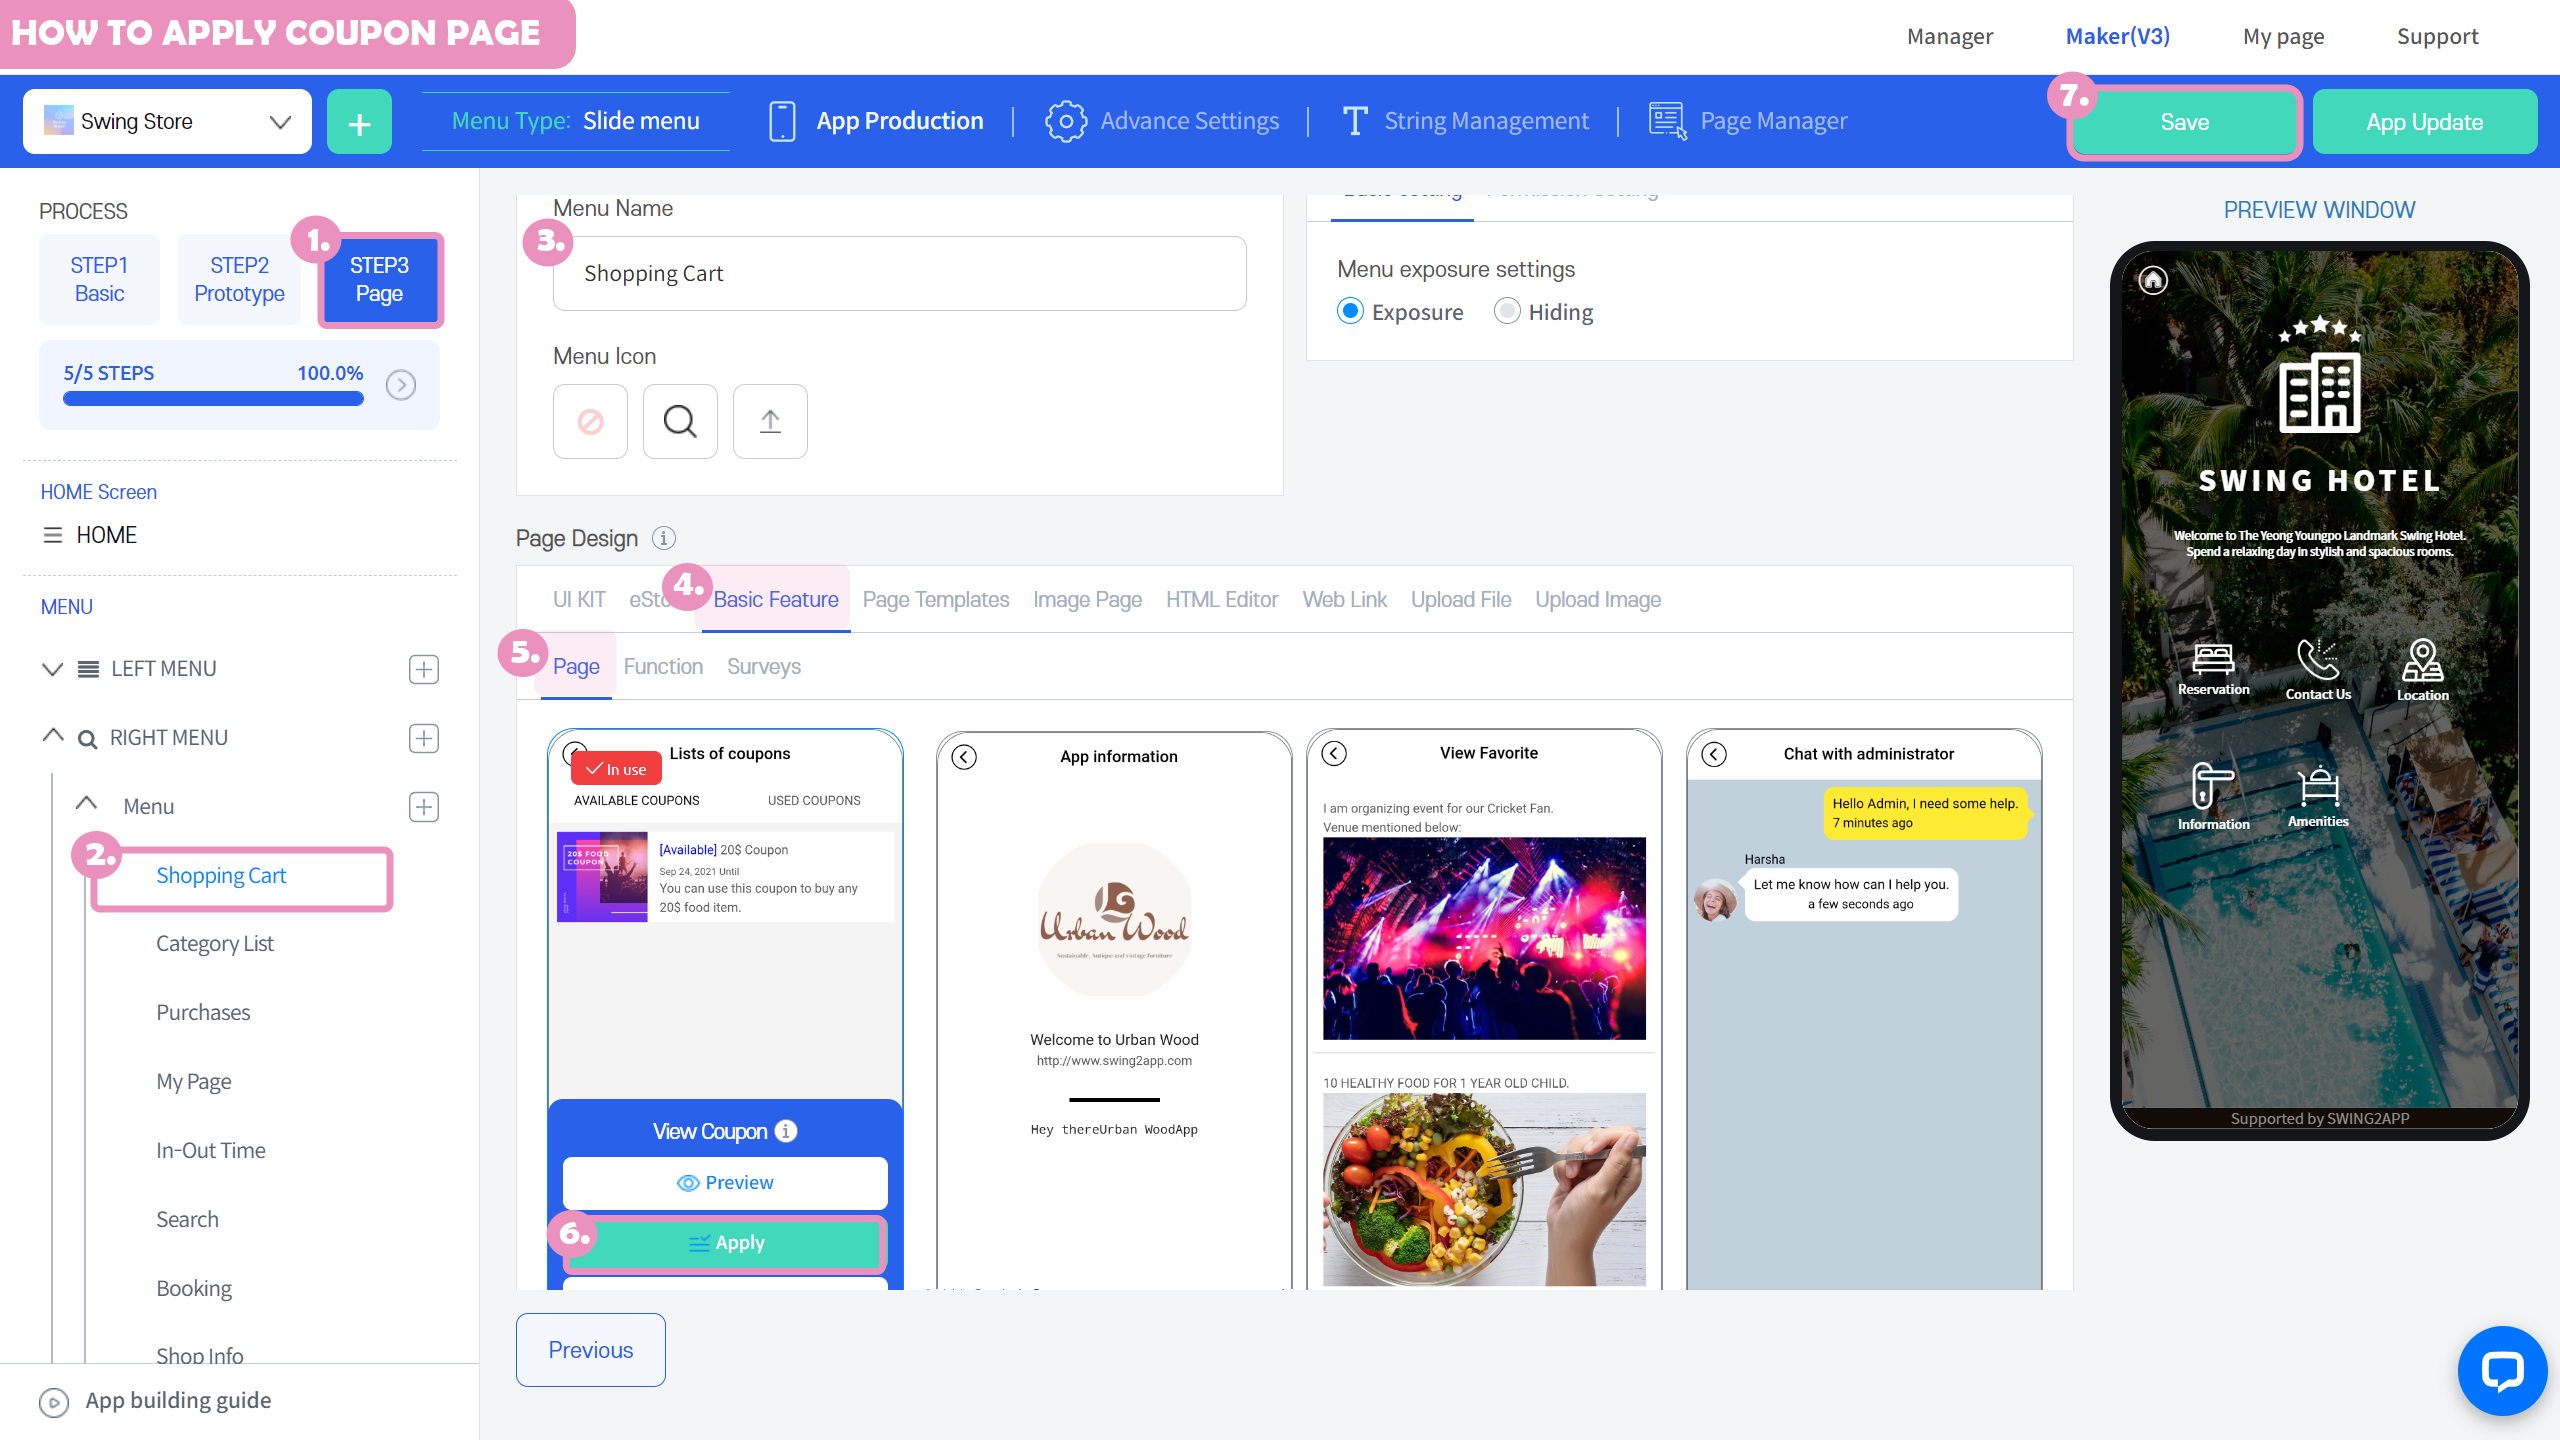 HOW TO APPLY COUPON PAGE
Manager
Maker(V3)
My page
Support
Swing Store
+
Menu Type: Slide menu
App Production
Advance Settings
String Management
Page Manager
7.
Save
App Update
PROCESS
1.
STEP1
Basic
STEP2
Prototype
STEP3
Page
5/5 STEPS
100.0%
HOME Screen
HOME
MENU
LEFT MENU
RIGHT MENU
Menu
2.
Shopping Cart
Category List
Purchases
My Page
In-Out Time
Search
Booking
Shop Info
App building guide
Menu Name
3.
Shopping Cart
Menu Icon
Menu exposure settings
Exposure
Hiding
Page Design
UI KIT
eSto
4.
Basic Feature
Page Templates
Image Page
HTML Editor
Web Link
Upload File
Upload Image
5.
Page
Function
Surveys
In use
Lists of coupons
AVAILABLE COUPONS
USED COUPONS
20$ FOOD
COUPON
[Available] 20$ Coupon
Sep 24, 2021 Until
You can use this coupon to buy any
20$ food item.
View Coupon
Preview
6.
Apply
App information
Urban Wood
Sustainable, Antique and vintage furniture
Welcome to Urban Wood
http://www.swing2app.com
Hey thereUrban WoodApp
View Favorite
I am organizing event for our Cricket Fan.
Venue mentioned below:
10 HEALTHY FOOD FOR 1 YEAR OLD CHILD.
Chat with administrator
Hello Admin, I need some help.
7 minutes ago
Harsha
Let me know how can I help you.
a few seconds ago
Previous
PREVIEW WINDOW
SWING HOTEL
Welcome to The Yeong Youngpo Landmark Swing Hotel.
Spend a relaxing day in stylish and spacious rooms.
Reservation
Contact Us
Location
Information
Amenities
Supported by SWING2APP